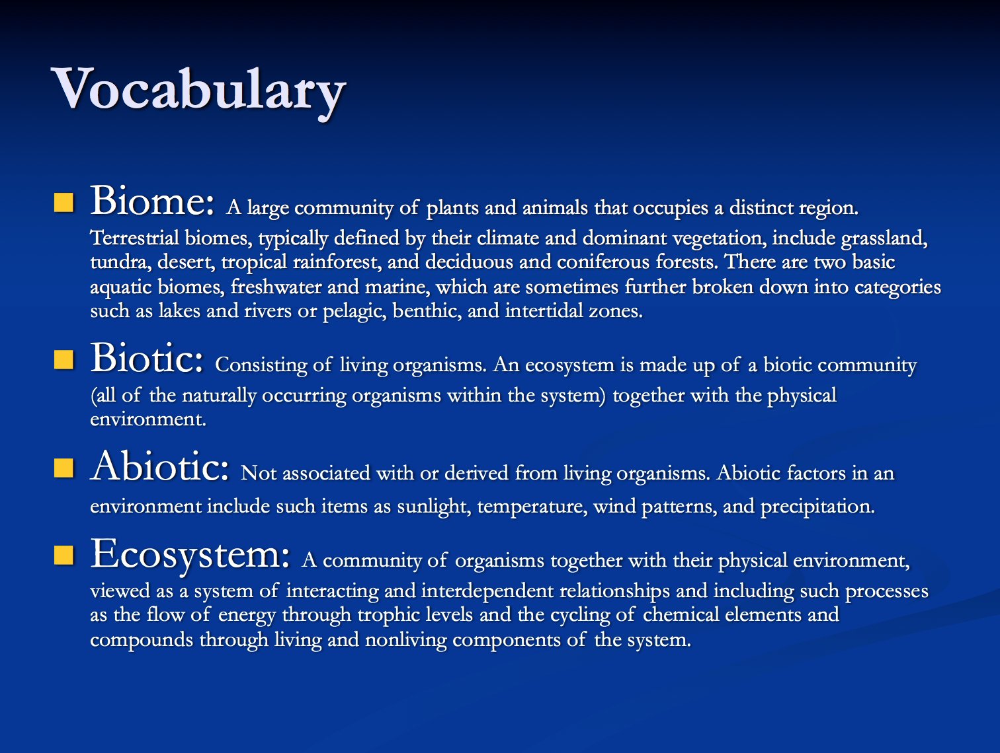 Vocabulary
Biome: A large community of plants and animals that occupies a distinct region.
Terrestrial biomes, typically defined by their climate and dominant vegetation, include grassland,
tundra, desert, tropical rainforest, and deciduous and coniferous forests. There are two basic
aquatic biomes, freshwater and marine, which are sometimes further broken down into categories
such as lakes and rivers or pelagic, benthic, and intertidal zones.
Biotic: Consisting of living organisms. An ecosystem is made up of a biotic community
(all of the naturally occurring organisms within the system) together with the physical
environment.
Abiotic: Not associated with or derived from living organisms. Abiotic factors in an
environment include such items as sunlight, temperature, wind patterns, and precipitation.
Ecosystem: A community of organisms together with their physical environment,
viewed as a system of interacting and interdependent relationships and including such processes
as the flow of energy through trophic levels and the cycling of chemical elements and
compounds through living and nonliving components of the system.